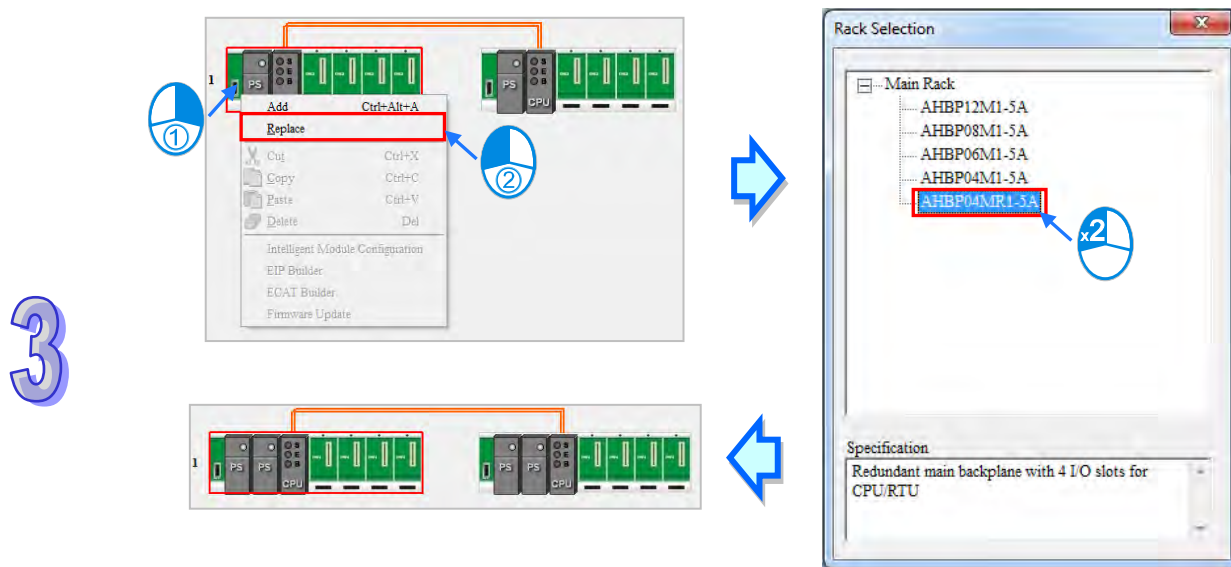 1
PS
CPU
PS
CPU
Add Ctrl+Alt+A
Replace
Cut Ctrl+X
Copy Ctrl+C
Paste Ctrl+V
Delete Del
Intelligent Module Configuration
EIP Builder
ECAT Builder
Firmware Update
1
2
Rack Selection
Main Rack
AHBP12M1-5A
AHBP08M1-5A
AHBP06M1-5A
AHBP04M1-5A
AHBP04MR1-5A
x2
Specification
Redundant main backplane with 4 I/O slots for
CPU/RTU
3
1
PS PS CPU
PS PS CPU